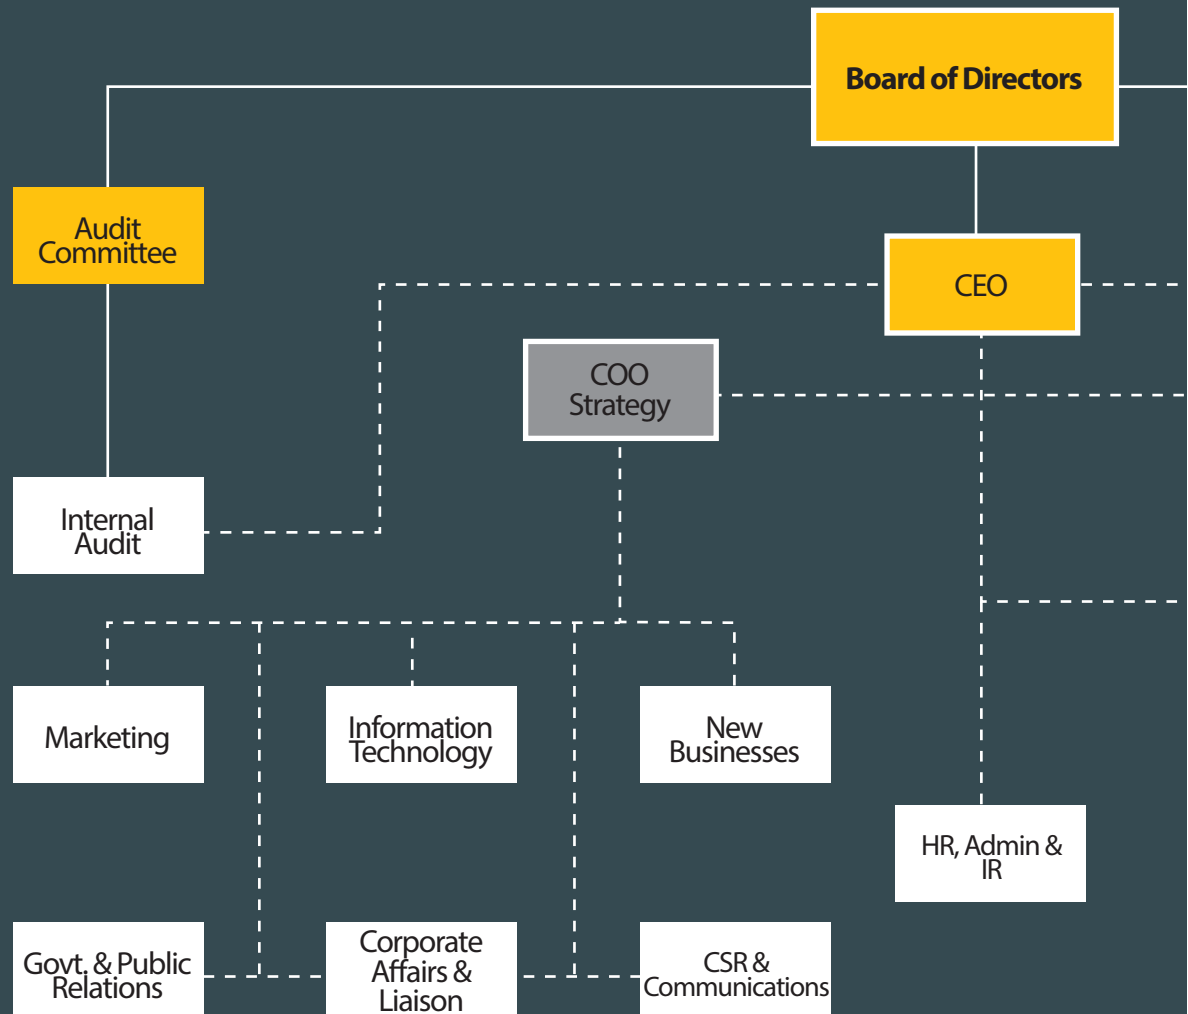 Board of Directors
Audit
Committee
CEO
COO
Strategy
Internal
Audit
Marketing
Information
Technology
New
Businesses
HR, Admin &
IR
Govt. & Public
Relations
Corporate
Affairs &
Liaison
CSR &
Communications